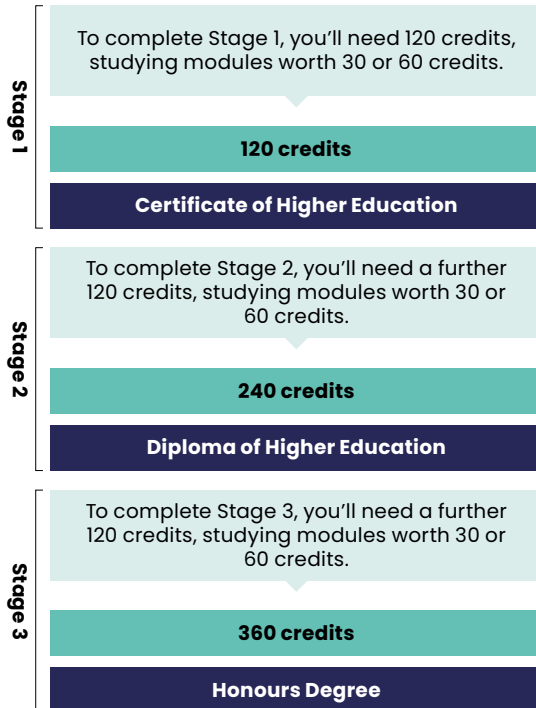 Stage 1
To complete Stage 1, you’ll need 120 credits,
studying modules worth 30 or 60 credits.
120 credits
Certificate of Higher Education
Stage 2
To complete Stage 2, you’ll need a further
120 credits, studying modules worth 30 or
60 credits.
240 credits
Diploma of Higher Education
Stage 3
To complete Stage 3, you’ll need a further
120 credits, studying modules worth 30 or
60 credits.
360 credits
Honours Degree